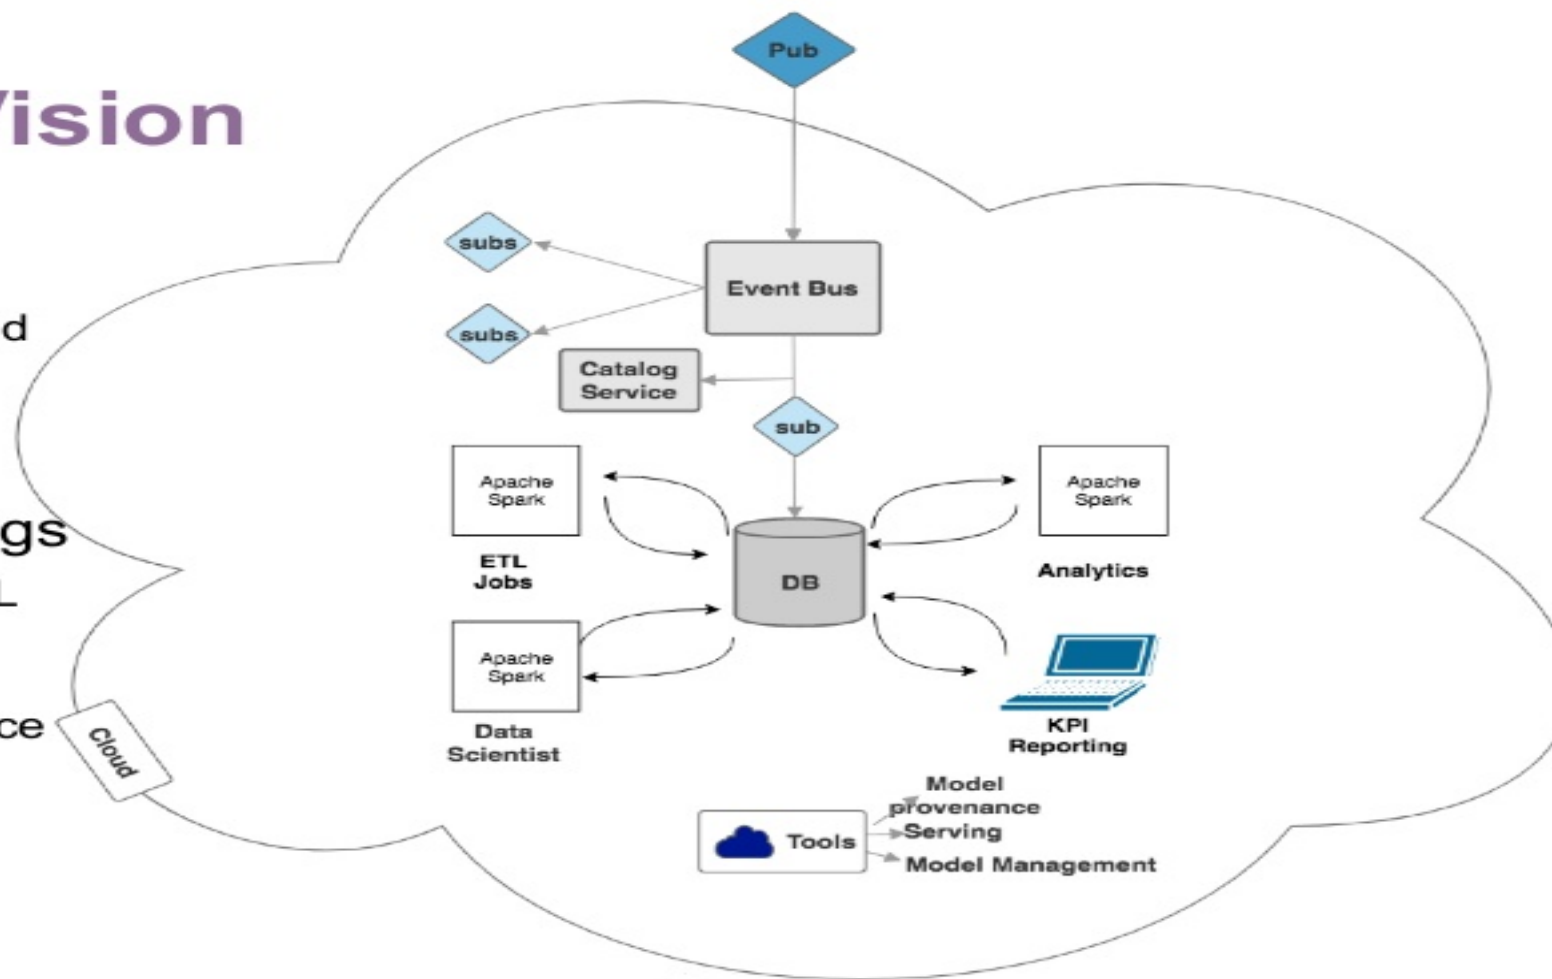 Vision
d
gs
L
ce
Pub
subs
Event Bus
subs
Catalog
Service
sub
Apache
Spark
ETL
Jobs
DB
Apache
Spark
Analytics
Apache
Spark
Data
Scientist
KPI
Reporting
Cloud
Tools
Model
provenance
Serving
Model Management